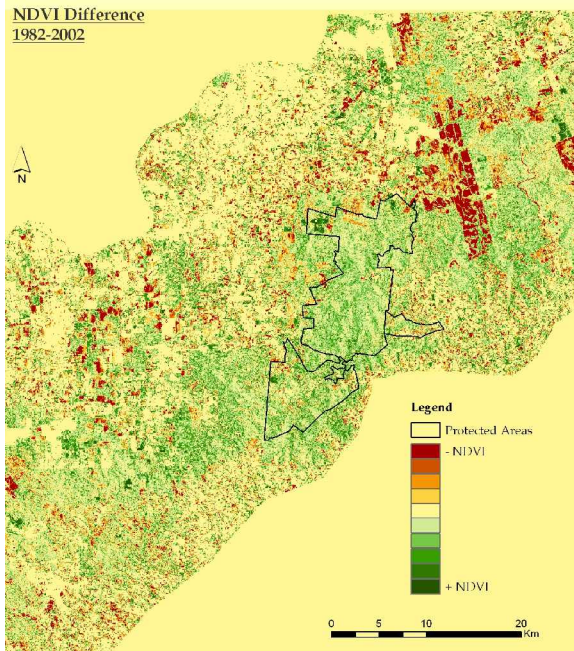 NDVI Difference
1982-2002
N
Legend
Protected Areas
- NDVI
+ NDVI
0 5 10 20
Km